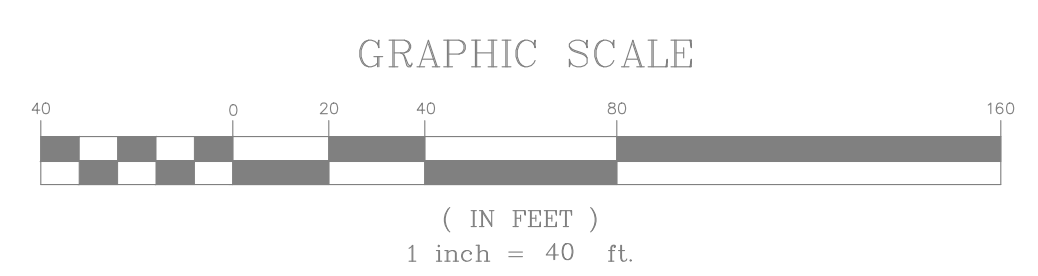 GRAPHIC SCALE
40 0 20 40 80 160
( IN FEET )
1 inch = 40 ft.